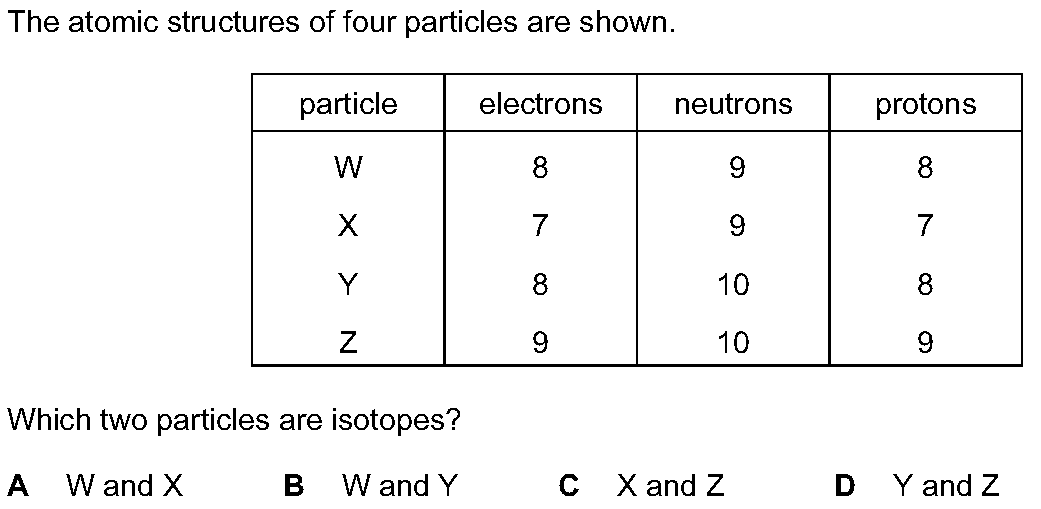 The atomic structures of four particles are shown.
particle electrons neutrons protons
W 8 9 8
X 7 9 7
Y 8 10 8
Z 9 10 9
Which two particles are isotopes?
A W and X B W and Y C X and Z D Y and Z